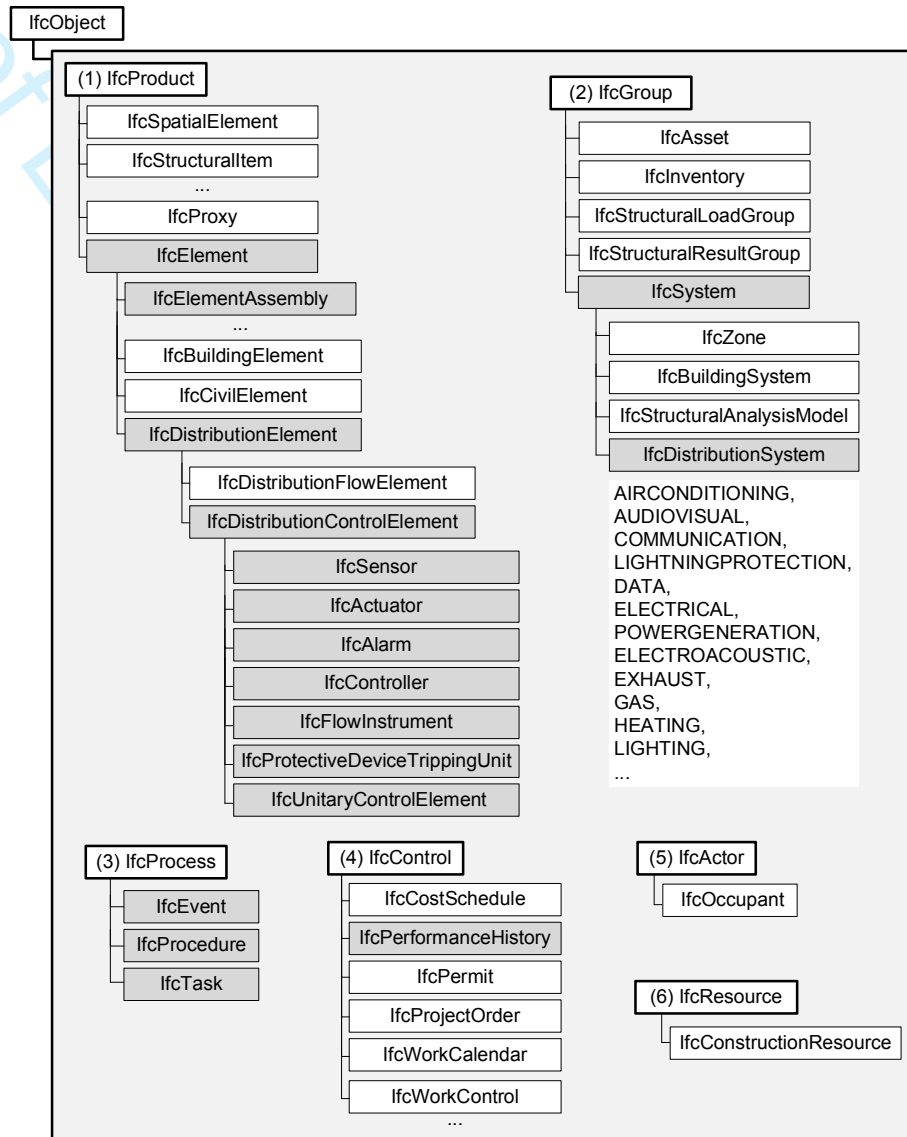 IfcObject
(1) IfcProduct
IfcSpatialElement
IfcStructuralItem
...
IfcProxy
IfcElement
IfcElementAssembly
...
IfcBuildingElement
IfcCivilElement
IfcDistributionElement
IfcDistributionFlowElement
IfcDistributionControlElement
IfcSensor
IfcActuator
IfcAlarm
IfcController
IfcFlowInstrument
IfcProtectiveDeviceTrippingUnit
IfcUnitaryControlElement
(2) IfcGroup
IfcAsset
IfcInventory
IfcStructuralLoadGroup
IfcStructuralResultGroup
IfcSystem
IfcZone
IfcBuildingSystem
IfcStructuralAnalysisModel
IfcDistributionSystem
AIRCONDITIONING,
AUDIOVISUAL,
COMMUNICATION,
LIGHTNINGPROTECTION,
DATA,
ELECTRICAL,
POWERGENERATION,
ELECTROACOUSTIC,
EXHAUST,
GAS,
HEATING,
LIGHTING,
...
(3) IfcProcess
IfcEvent
IfcProcedure
IfcTask
(4) IfcControl
IfcCostSchedule
IfcPerformanceHistory
IfcPermit
IfcProjectOrder
IfcWorkCalendar
IfcWorkControl
...
(5) IfcActor
IfcOccupant
(6) IfcResource
IfcConstructionResource